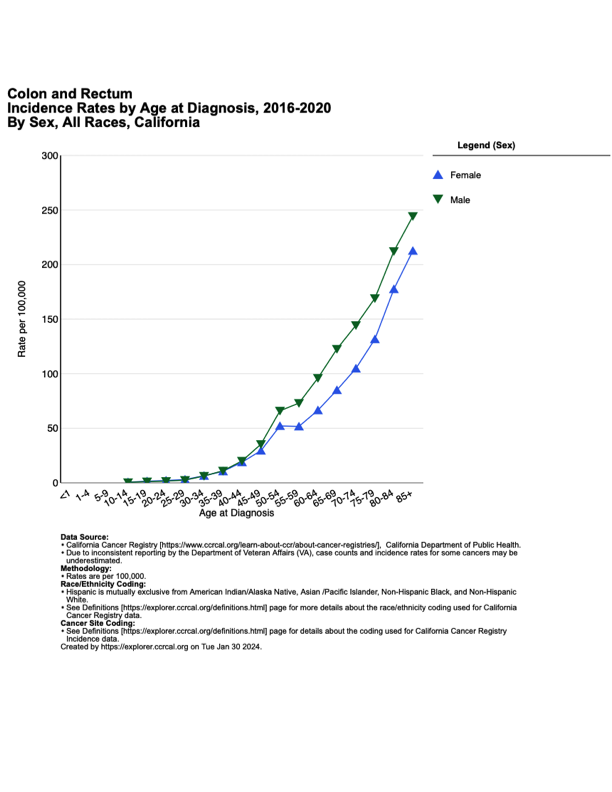 Colon and Rectum
Incidence Rates by Age at Diagnosis, 2016-2020
By Sex, All Races, California
Legend (Sex)
Female
Male
300
250
200
150
100
50
0
Rate per 100,000
<1
1-4
5-9
10-14
15-19
20-24
25-29
30-34
35-39
40-44
45-49
50-54
55-59
60-64
65-69
70-74
75-79
80-84
85+
Age at Diagnosis
Data Source:
• California Cancer Registry [https://www.ccrcal.org/learn-about-ccr/about-cancer-registries/], California Department of Public Health.
• Due to inconsistent reporting by the Department of Veteran Affairs (VA), case counts and incidence rates for some cancers may be
underestimated.
Methodology:
• Rates are per 100,000.
Race/Ethnicity Coding:
• Hispanic is mutually exclusive from American Indian/Alaska Native, Asian /Pacific Islander, Non-Hispanic Black, and Non-Hispanic
White.
• See Definitions [https://explorer.ccrcal.org/definitions.html] page for more details about the race/ethnicity coding used for California
Cancer Registry data.
Cancer Site Coding:
• See Definitions [https://explorer.ccrcal.org/definitions.html] page for details about the coding used for California Cancer Registry
Incidence data.
Created by https://explorer.ccrcal.org on Tue Jan 30 2024.